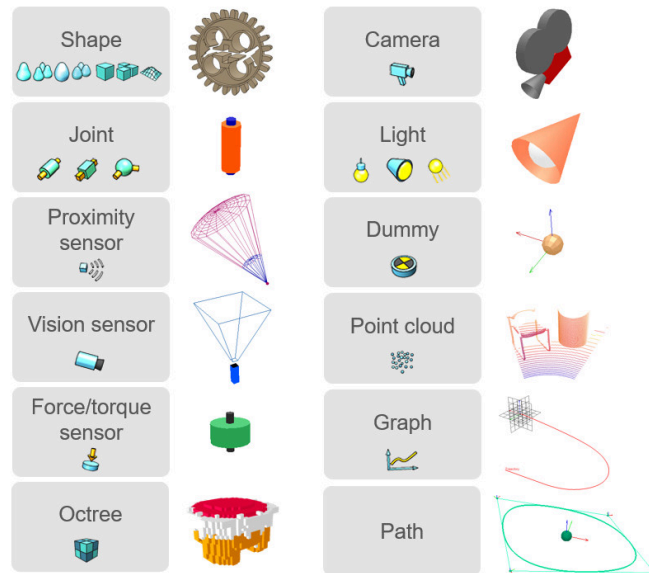 Shape
Camera
Joint
Light
Proximity
sensor
Dummy
Vision sensor
Point cloud
Force/torque
sensor
Graph
Octree
Path